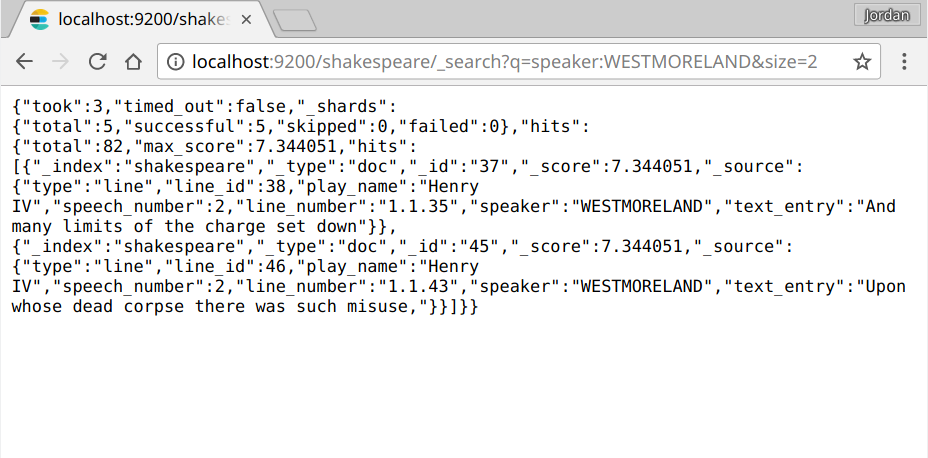 localhost:9200/shakes
Jordan
localhost:9200/shakespeare/_search?q=speaker:WESTMORELAND&size=2
{"took":3,"timed_out":false,"_shards":
{"total":5,"successful":5,"skipped":0,"failed":0},"hits":
{"total":82,"max_score":7.344051,"hits":
[{"_index":"shakespeare","_type":"doc","_id":"37","_score":7.344051,"_source":
{"type":"line","line_id":38,"play_name":"Henry
IV","speech_number":2,"line_number":"1.1.35","speaker":"WESTMORELAND","text_entry":"And
many limits of the charge set down"}},
{"_index":"shakespeare","_type":"doc","_id":"45","_score":7.344051,"_source":
{"type":"line","line_id":46,"play_name":"Henry
IV","speech_number":2,"line_number":"1.1.43","speaker":"WESTMORELAND","text_entry":"Upon
whose dead corpse there was such misuse,"}}]}}